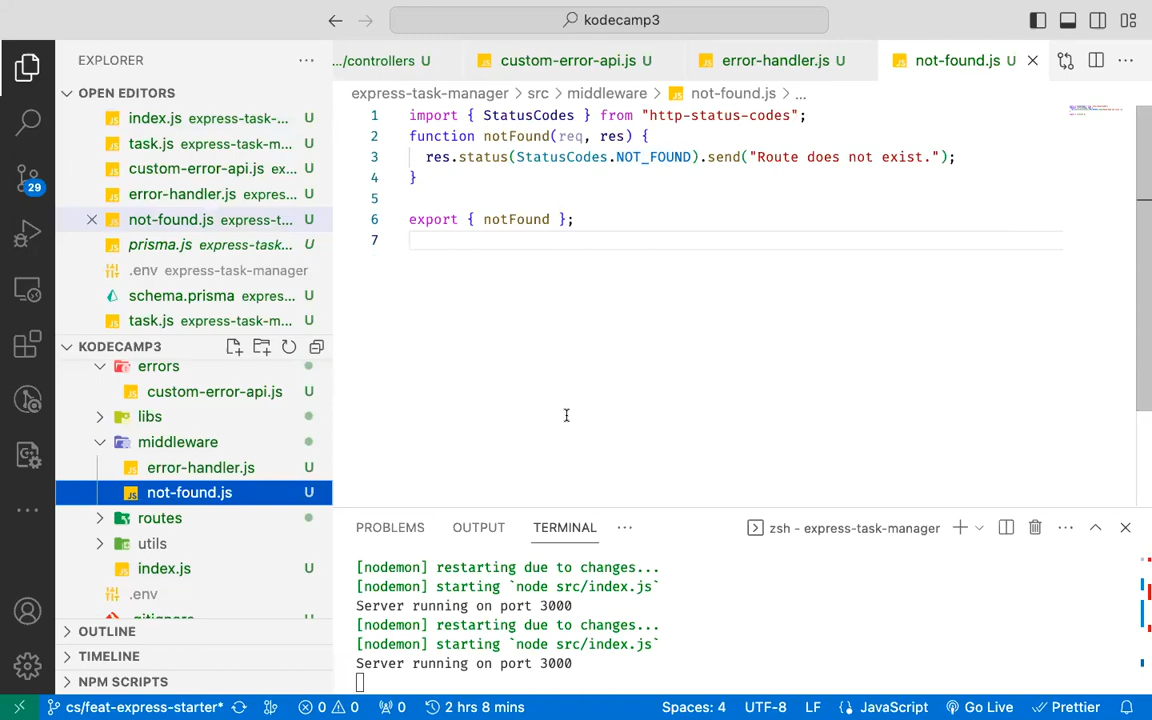 kodecamp3
EXPLORER
OPEN EDITORS
index.js express-task-... U
task.js express-task-m... U
custom-error-api.js ex... U
error-handler.js expres... U
not-found.js express-t... U
prisma.js express-task... U
.env express-task-manager
schema.prisma expres... U
task.js express-task-m... U
KODECAMP3
errors
custom-error-api.js U
libs
middleware
error-handler.js U
not-found.js U
routes
utils
index.js U
.env
OUTLINE
TIMELINE
NPM SCRIPTS
29
.../controllers U
custom-error-api.js U
error-handler.js U
not-found.js U
express-task-manager > src > middleware > JS not-found.js > ...
1 import { StatusCodes } from "http-status-codes";
2 function notFound(req, res) {
3 res.status(StatusCodes.NOT_FOUND).send("Route does not exist.");
4 }
5
6 export { notFound };
7
PROBLEMS OUTPUT TERMINAL ... zsh - express-task-manager
[nodemon] restarting due to changes...
[nodemon] starting `node src/index.js`
Server running on port 3000
[nodemon] restarting due to changes...
[nodemon] starting `node src/index.js`
Server running on port 3000
cs/feat-express-starter* 0 0 0 2 hrs 8 mins Spaces: 4 UTF-8 LF JavaScript Go Live Prettier